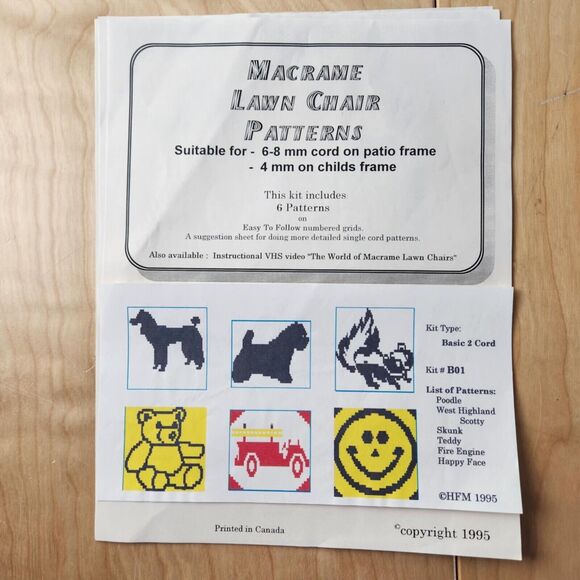 MACRAME
LAWN CHAIR
PATTERNS
Suitable for - 6-8 mm cord on patio frame
- 4 mm on childs frame
This kit includes
6 Patterns
on
Easy To Follow numbered grids.
A suggestion sheet for doing more detailed single cord patterns.
Also available : Instructional VHS video "The World of Macrame Lawn Chairs"
Kit Type:
Basic 2 Cord
Kit # B01
List of Patterns:
Poodle
West Highland
Scotty
Skunk
Teddy
Fire Engine
Happy Face
©HFM 1995
Printed in Canada
©copyright 1995